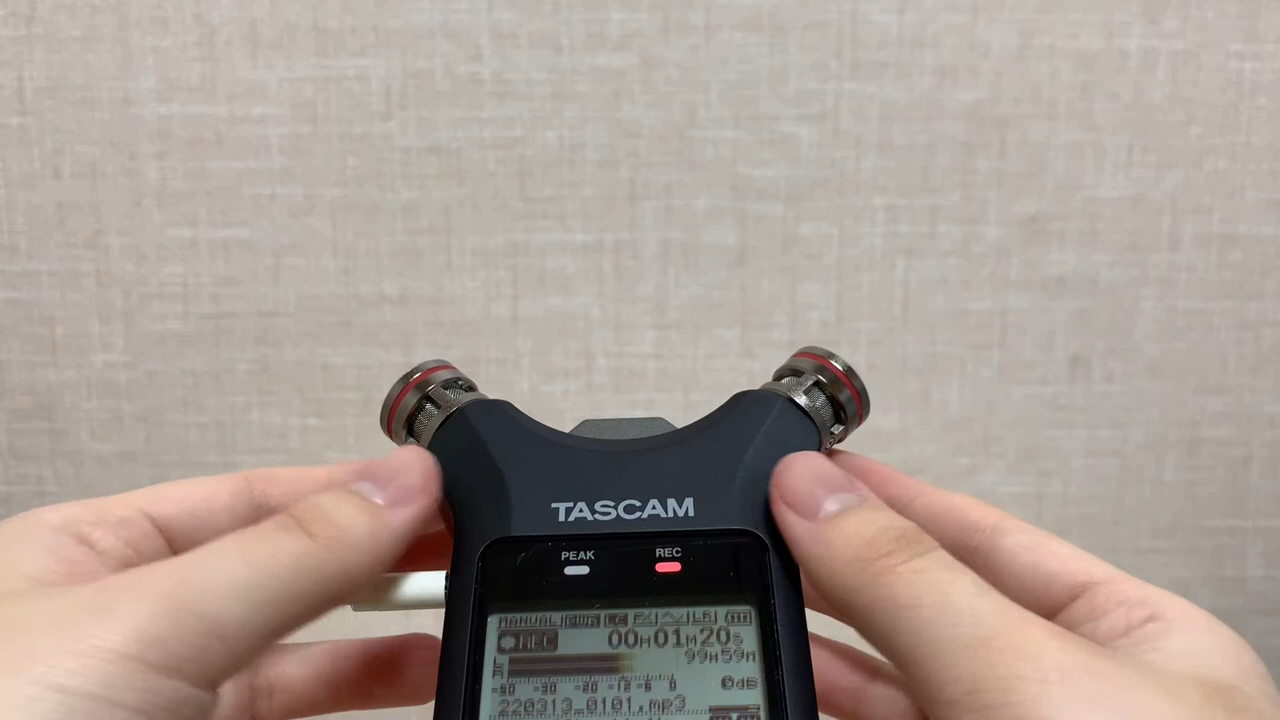 TASCAM
PEAK REC
MANUAL
REC 00H01M20S
99H59M
-50 -30 -20 -12 -6 0 0dB
220313_0101.mp3